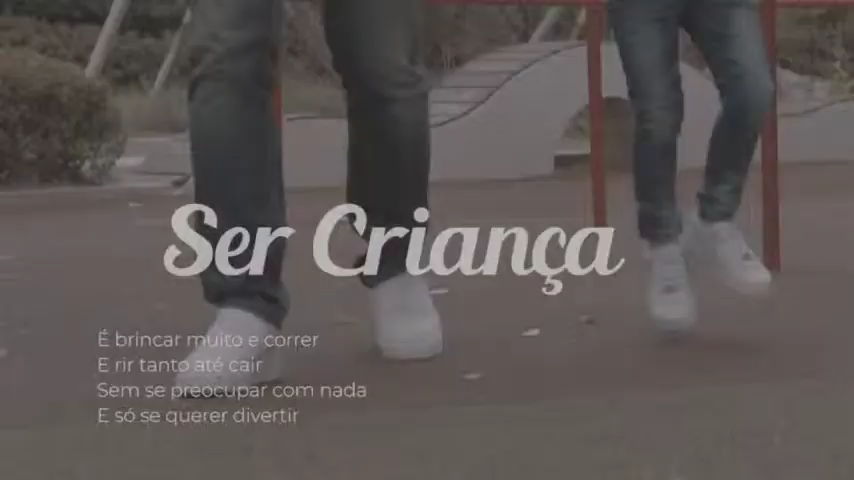 Ser Criança
É brincar muito e correr
E rir tanto até cair
Sem se preocupar com nada
E só se querer divertir